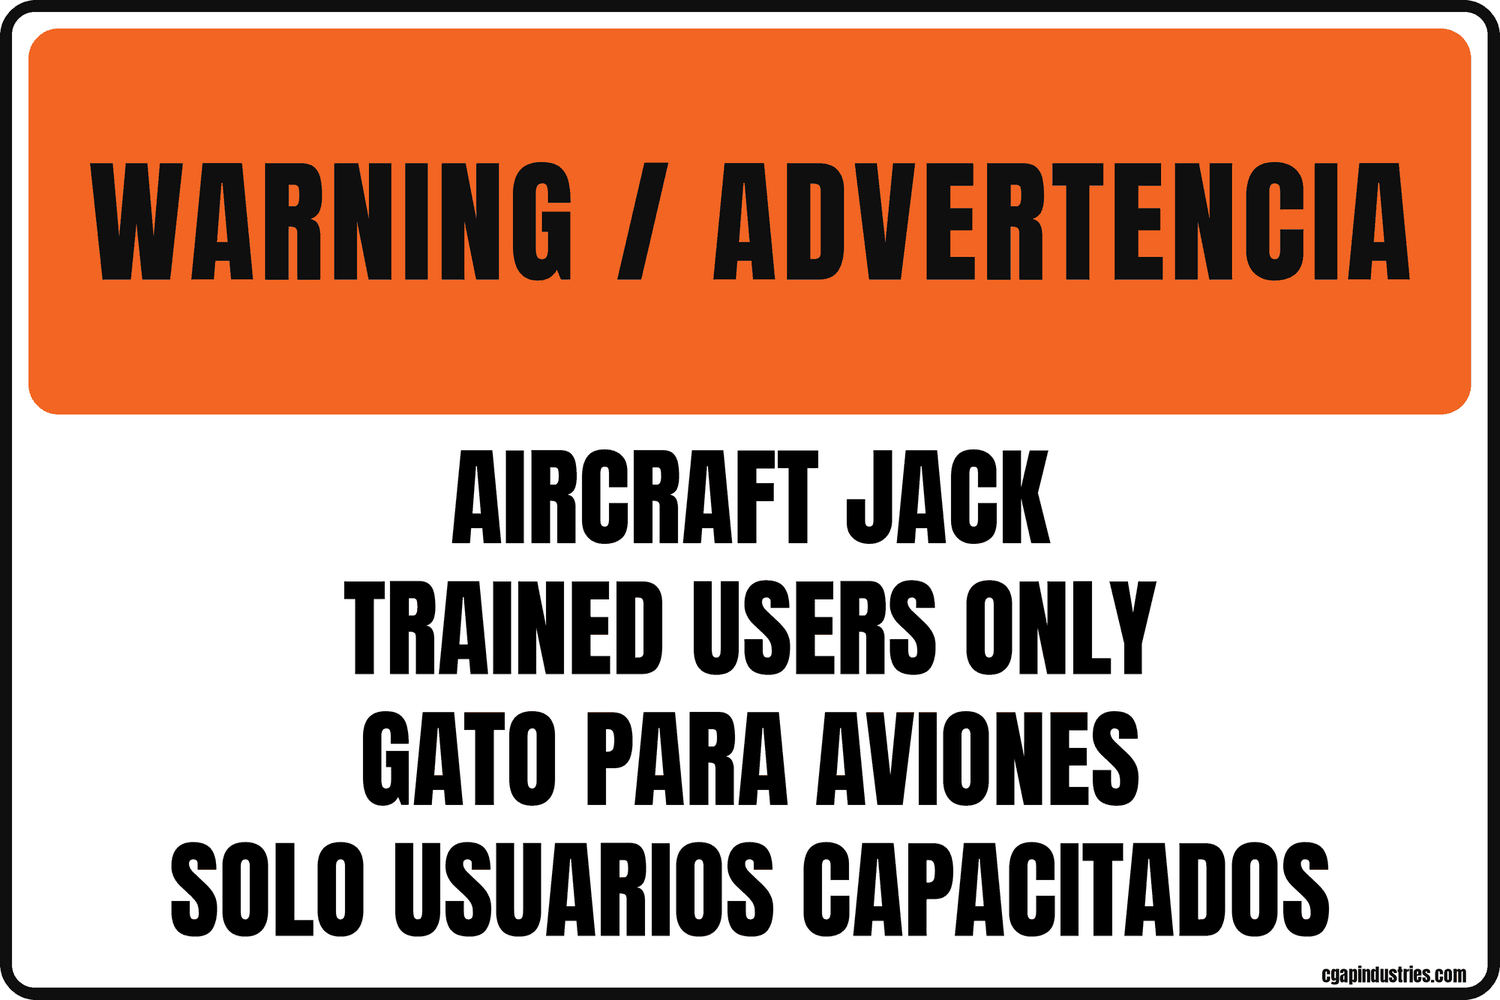 WARNING / ADVERTENCIA
AIRCRAFT JACK
TRAINED USERS ONLY
GATO PARA AVIONES
SOLO USUARIOS CAPACITADOS
cgapindustries.com